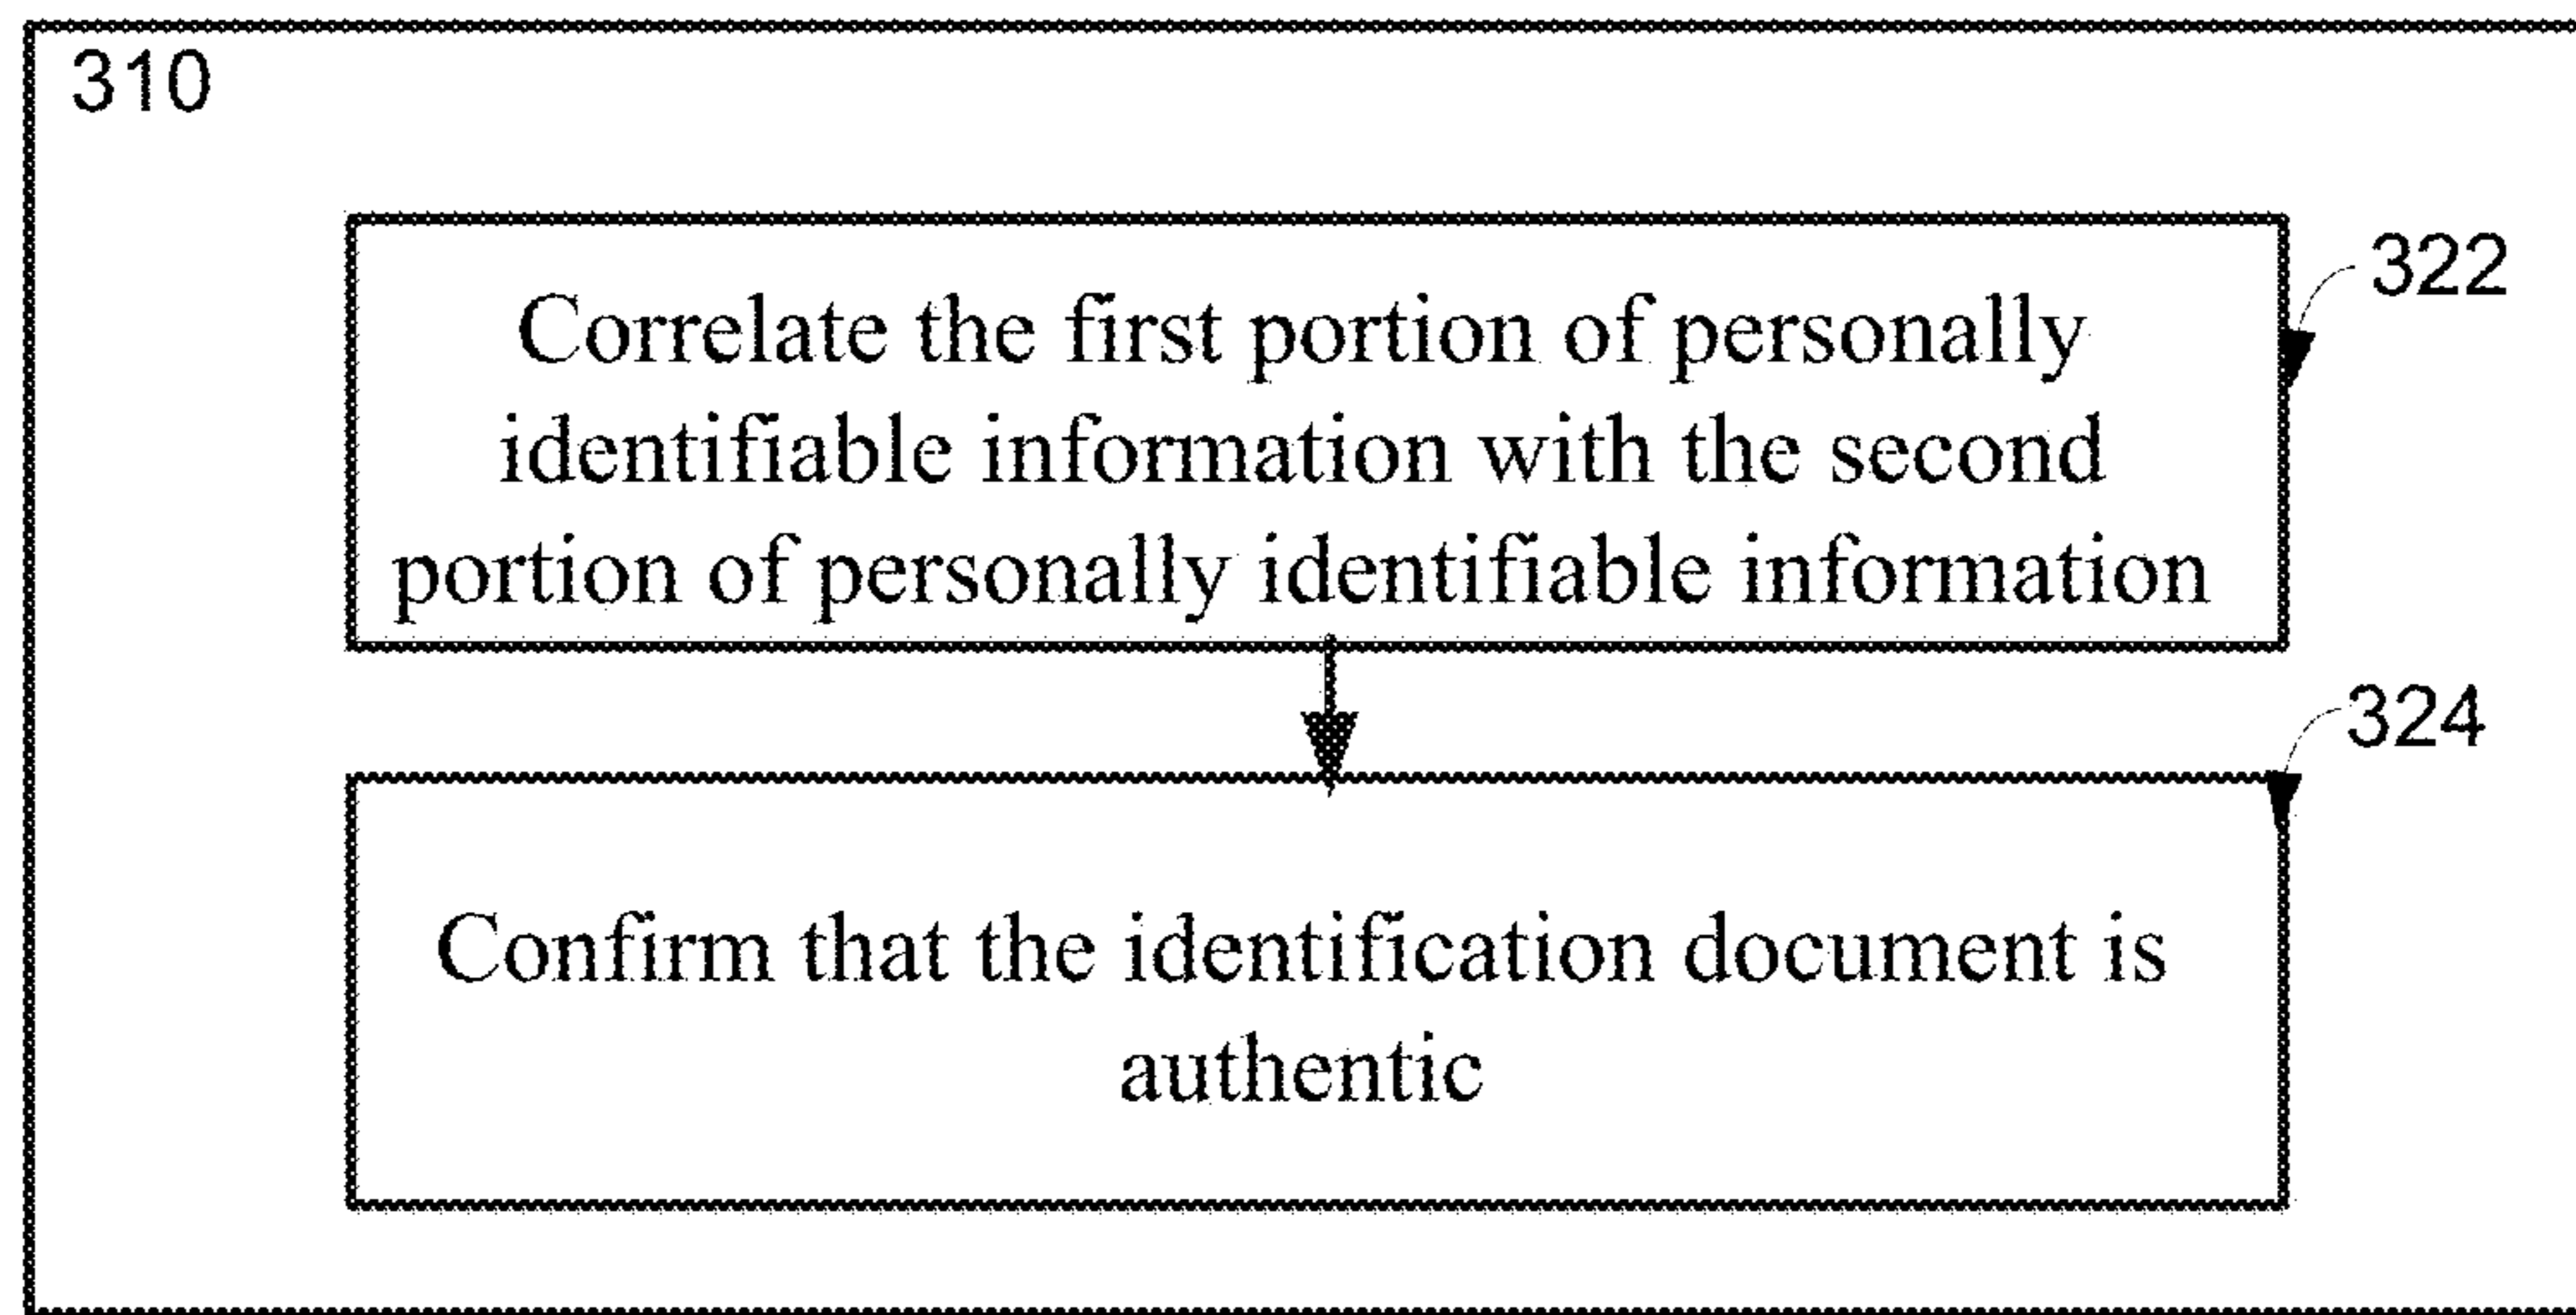 310
322
Correlate the first portion of personally
identifiable information with the second
portion of personally identifiable information
324
Confirm that the identification document is
authentic